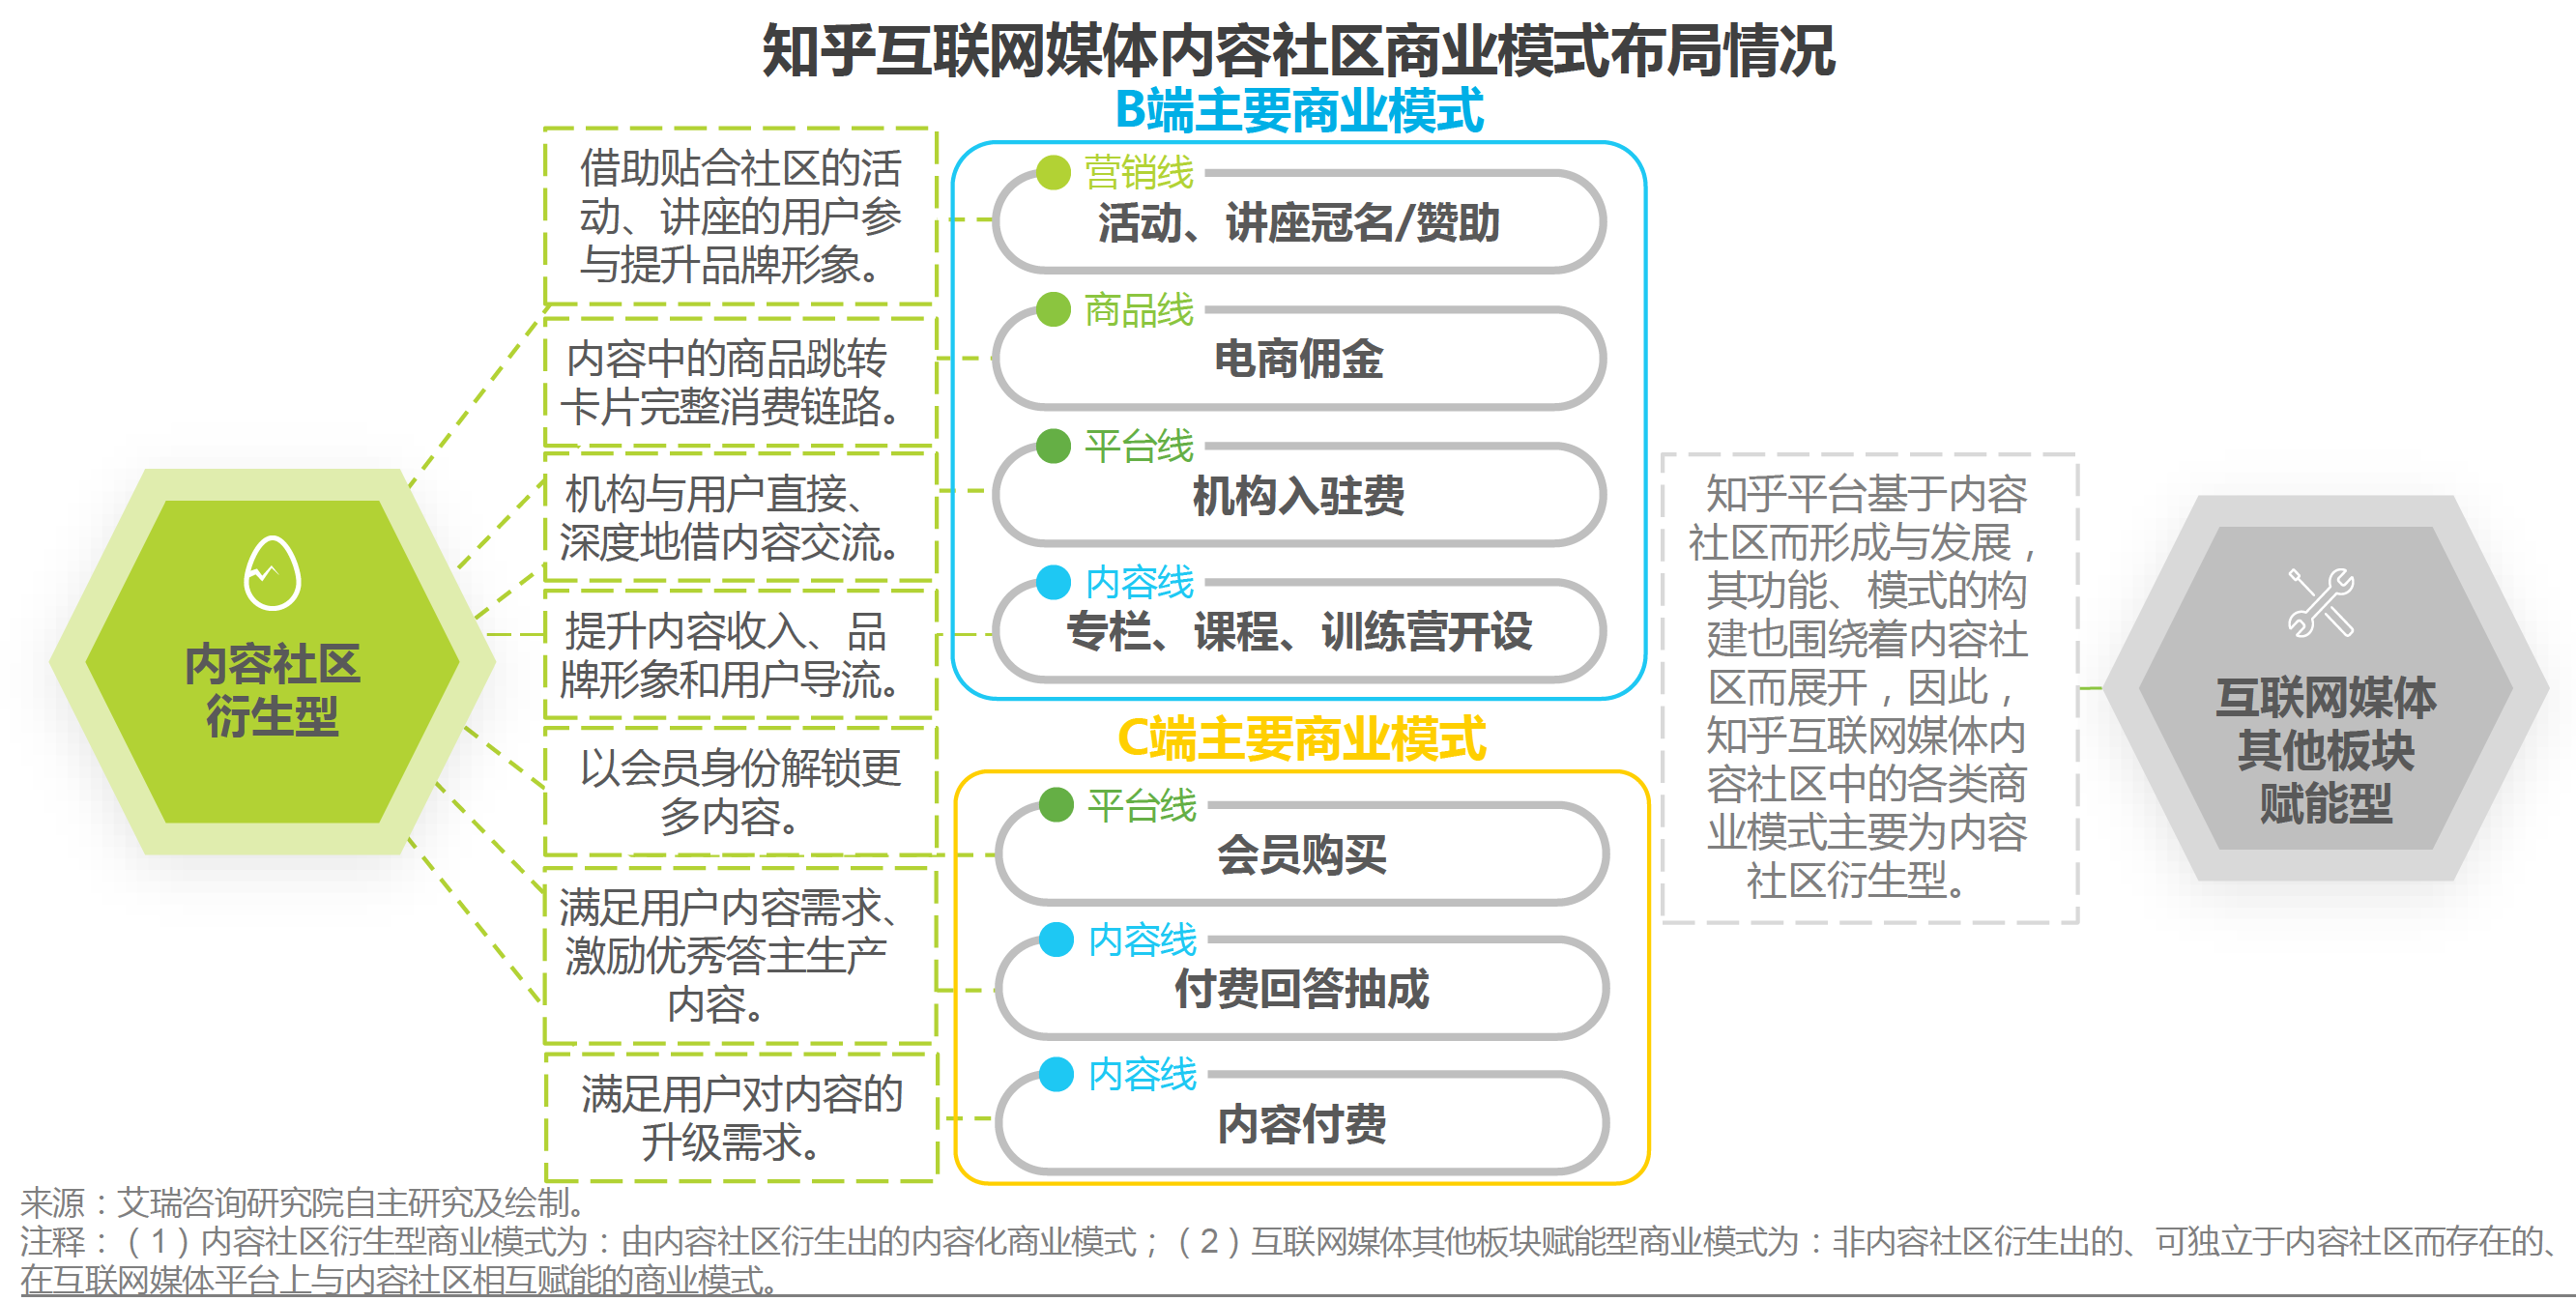 知乎互联网媒体内容社区商业模式布局情况
B端主要商业模式
借助贴合社区的活
动、讲座的用户参
与提升品牌形象。
营销线
活动、讲座冠名/赞助
内容中的商品跳转
卡片完整消费链路。
商品线
电商佣金
机构与用户直接、
深度地借内容交流。
平台线
机构入驻费
提升内容收入、品
牌形象和用户导流。
内容线
专栏、课程、训练营开设
内容社区
衍生型
C端主要商业模式
以会员身份解锁更
多内容。
平台线
会员购买
满足用户内容需求、
激励优秀答主生产
内容。
内容线
付费回答抽成
满足用户对内容的
升级需求。
内容线
内容付费
知乎平台基于内容
社区而形成与发展，
其功能、模式的构
建也围绕着内容社
区而展开，因此，
知乎互联网媒体内
容社区中的各类商
业模式主要为内容
社区衍生型。
互联网媒体
其他板块
赋能型
来源：艾瑞咨询研究院自主研究及绘制。
注释：（1）内容社区衍生型商业模式为：由内容社区衍生出的内容化商业模式；（2）互联网媒体其他板块赋能型商业模式为：非内容社区衍生出的、可独立于内容社区而存在的、
在互联网媒体平台上与内容社区相互赋能的商业模式。